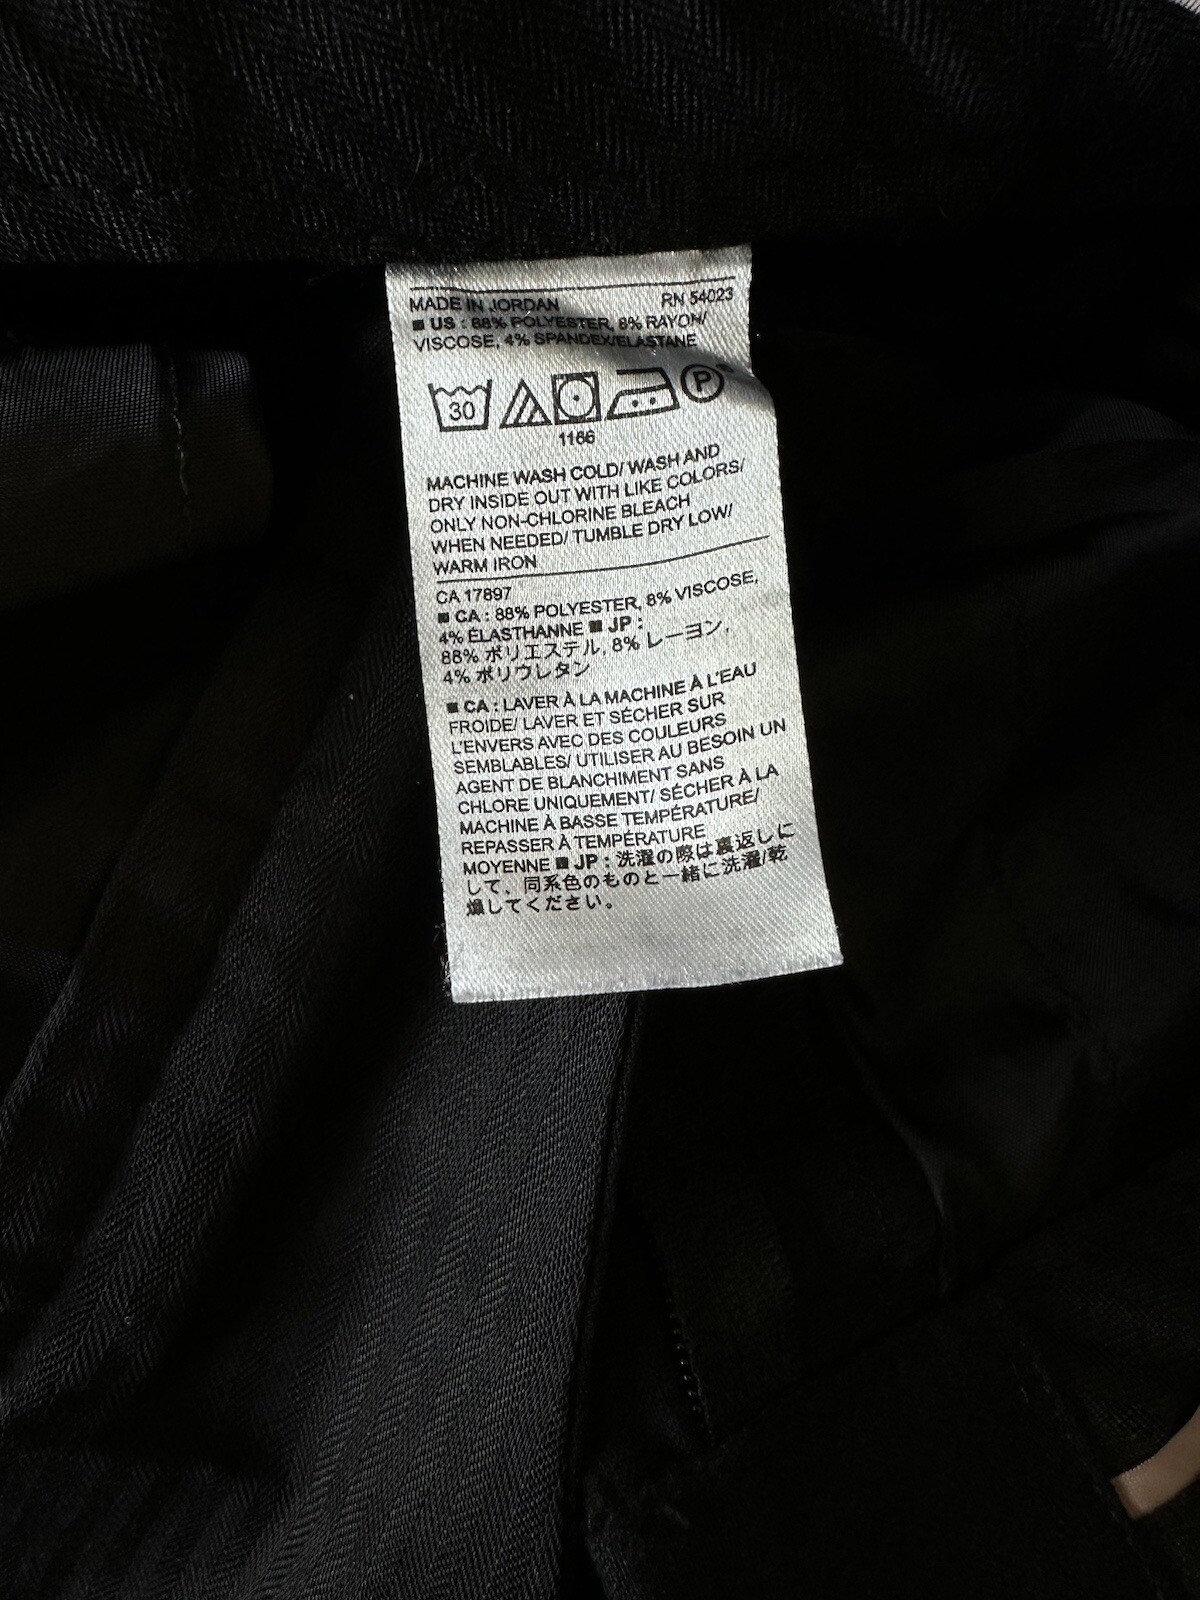 MADE IN JORDAN RN 54023
■ US : 88% POLYESTER, 8% RAYON/
VISCOSE, 4% SPANDEX/ELASTANE
30 P
1166
MACHINE WASH COLD/ WASH AND
DRY INSIDE OUT WITH LIKE COLORS/
ONLY NON-CHLORINE BLEACH
WHEN NEEDED/ TUMBLE DRY LOW/
WARM IRON
CA 17897
■ CA : 88% POLYESTER, 8% VISCOSE,
4% ÉLASTHANNE ■ JP :
88% ポリエステル, 8% レーヨン,
4% ポリウレタン
■ CA : LAVER À LA MACHINE À L'EAU
FROIDE/ LAVER ET SÉCHER SUR
L'ENVERS AVEC DES COULEURS
SEMBLABLES/ UTILISER AU BESOIN UN
AGENT DE BLANCHIMENT SANS
CHLORE UNIQUEMENT/ SÉCHER À LA
MACHINE À BASSE TEMPÉRATURE/
REPASSER À TEMPÉRATURE
MOYENNE ■ JP : 洗濯の際は裏返しに
して、同系色のものと一緒に洗濯/乾
燥してください。